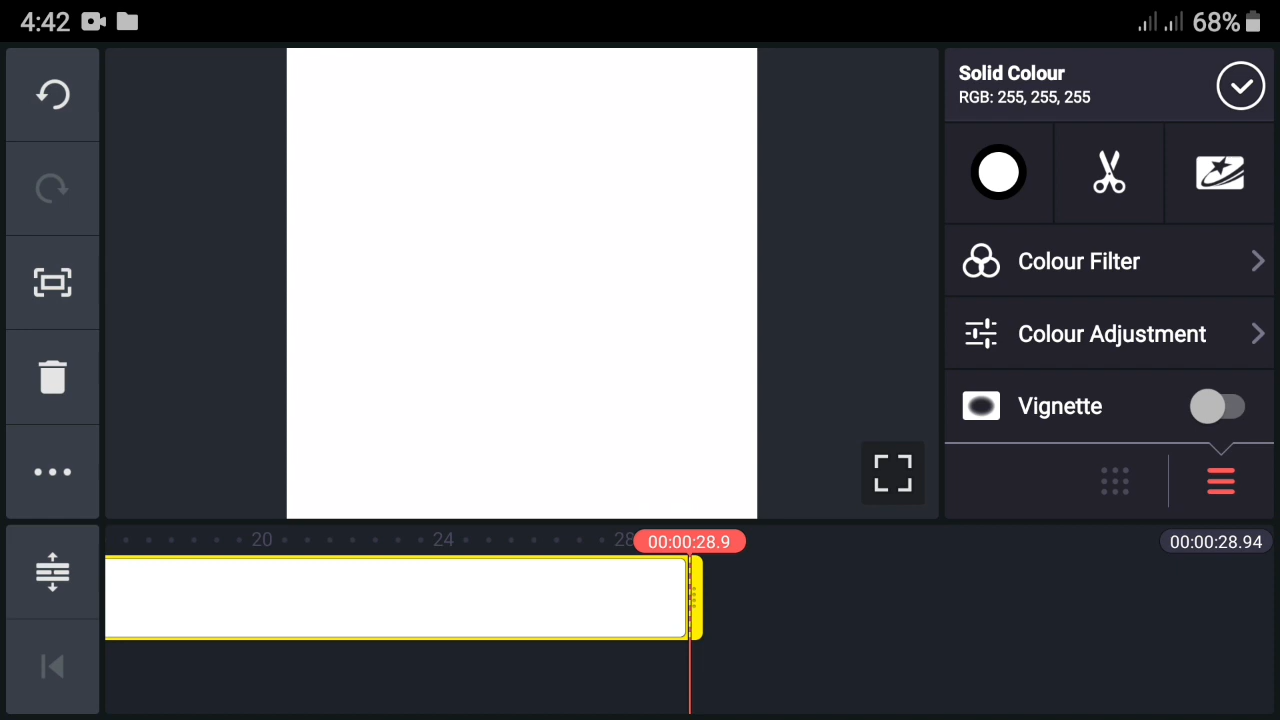 4:42
68%
Solid Colour
RGB: 255, 255, 255
Colour Filter
Colour Adjustment
Vignette
20
24
28
00:00:28.9
00:00:28.94